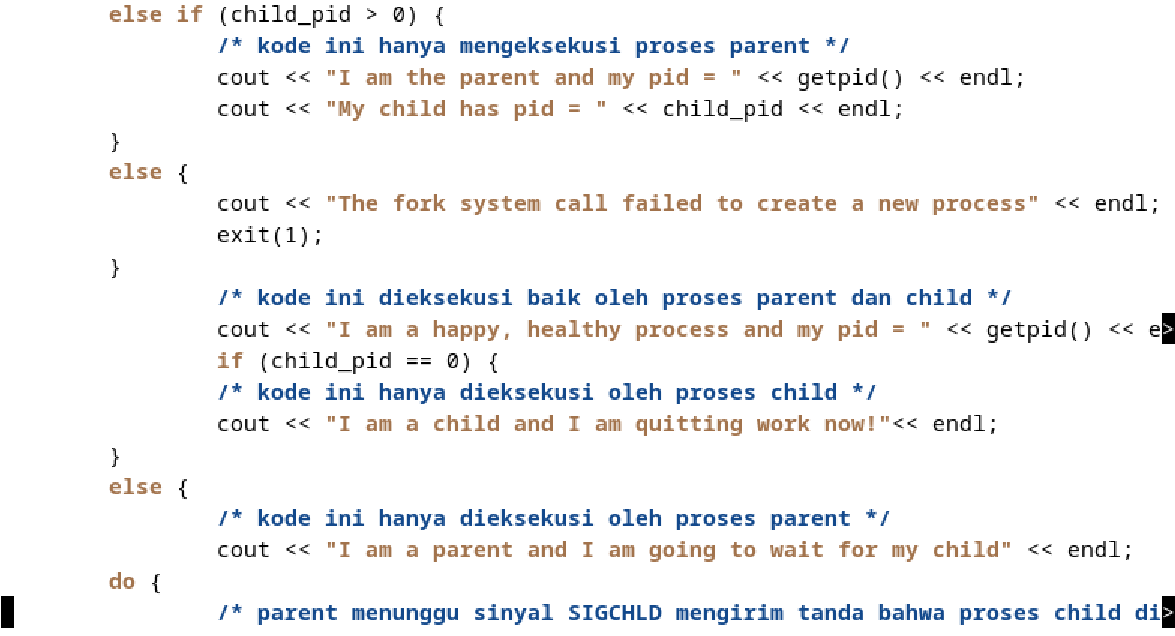 else if (child_pid > 0) {
/* kode ini hanya mengeksekusi proses parent */
cout << "I am the parent and my pid = " << getpid() << endl;
cout << "My child has pid = " << child_pid << endl;
}
else {
cout << "The fork system call failed to create a new process" << endl;
exit(1);
}
/* kode ini dieksekusi baik oleh proses parent dan child */
cout << "I am a happy, healthy process and my pid = " << getpid() << e>
if (child_pid == 0) {
/* kode ini hanya dieksekusi oleh proses child */
cout << "I am a child and I am quitting work now!"<< endl;
}
else {
/* kode ini hanya dieksekusi oleh proses parent */
cout << "I am a parent and I am going to wait for my child" << endl;
do {
/* parent menunggu sinyal SIGCHLD mengirim tanda bahwa proses child di>